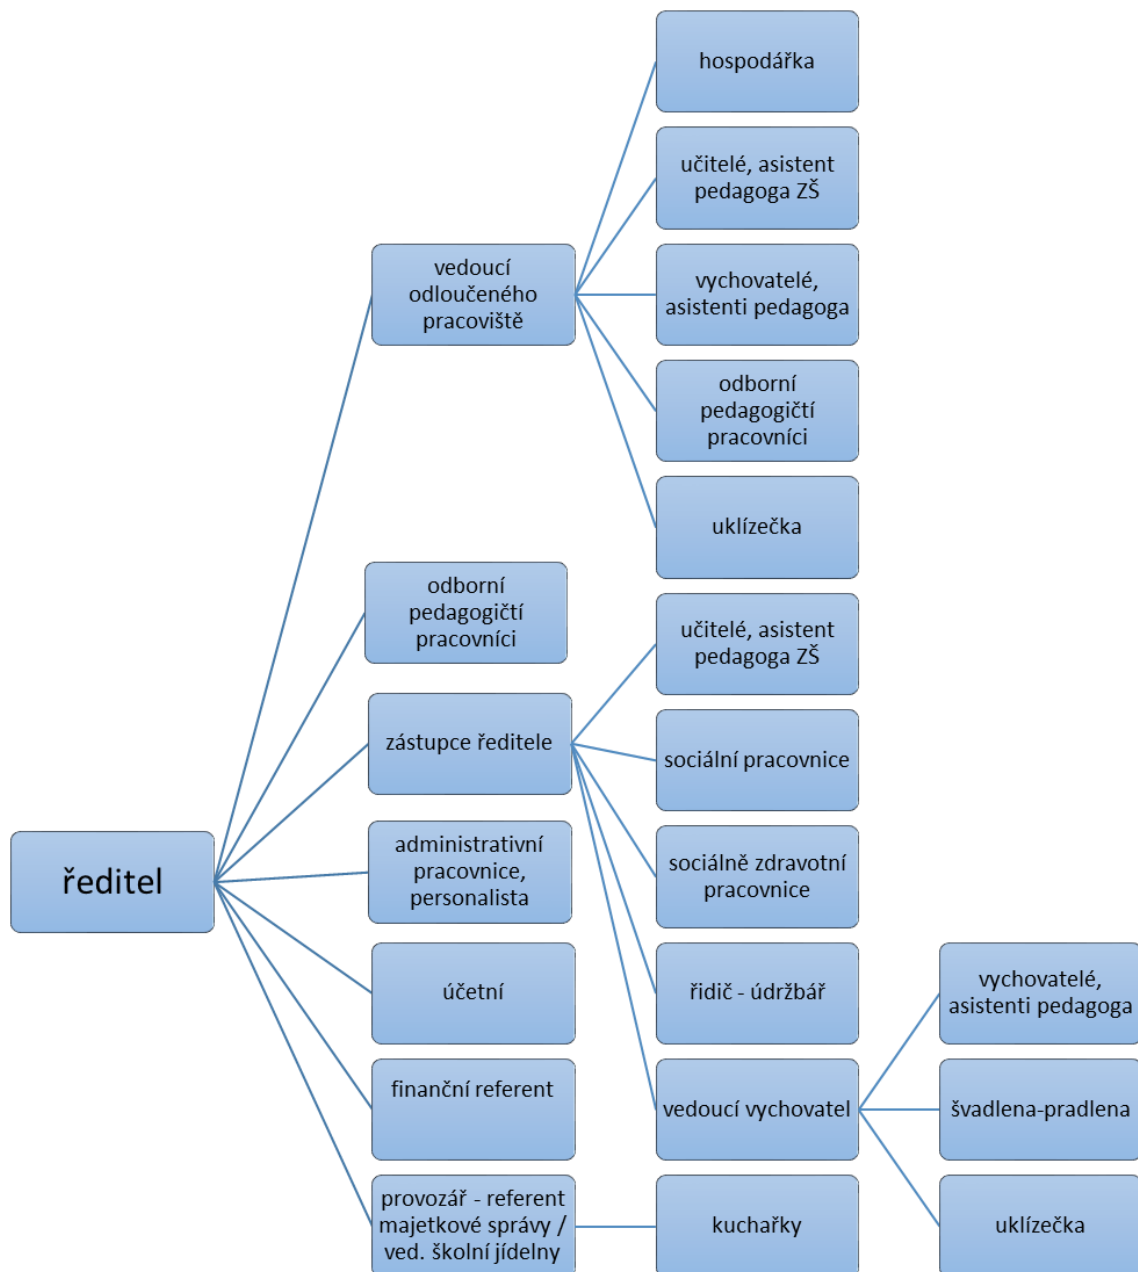 hospodářka
učitelé, asistent
pedagoga ZŠ
vedoucí
odloučeného
pracoviště
vychovatelé,
asistenti pedagoga
odborní
pedagogičtí
pracovníci
uklízečka
odborní
pedagogičtí
pracovníci
učitelé, asistent
pedagoga ZŠ
zástupce ředitele
sociální pracovnice
ředitel
administrativní
pracovnice,
personalista
sociálně zdravotní
pracovnice
účetní
řidič - údržbář
vychovatelé,
asistenti pedagoga
finanční referent
vedoucí vychovatel
švadlena-pradlena
provozář - referent
majetkové správy /
ved. školní jídelny
kuchařky
uklízečka